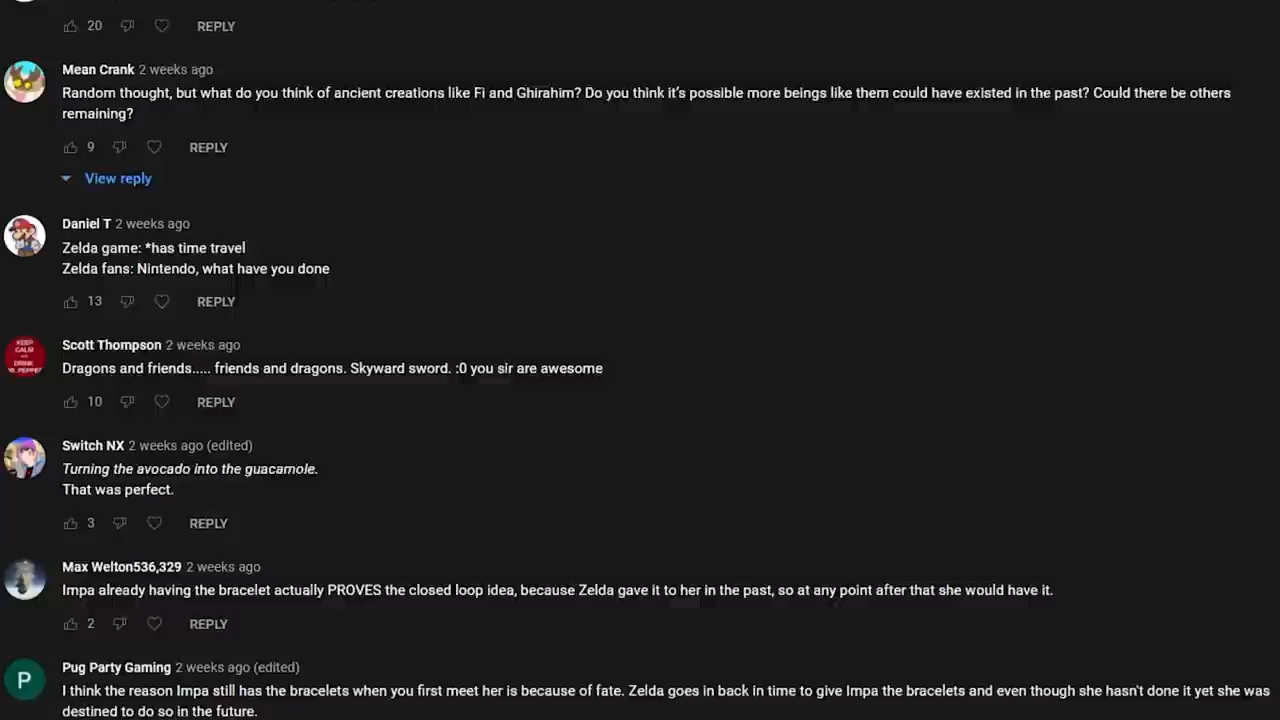 20 REPLY
Mean Crank 2 weeks ago
Random thought, but what do you think of ancient creations like Fi and Ghirahim? Do you think it's possible more beings like them could have existed in the past? Could there be others
remaining?
9 REPLY
View reply
Daniel T 2 weeks ago
Zelda game: *has time travel
Zelda fans: Nintendo, what have you done
13 REPLY
KEEP
CALM
AND
DRINK
DR. PEPPER
Scott Thompson 2 weeks ago
Dragons and friends..... friends and dragons. Skyward sword. :0 you sir are awesome
10 REPLY
Switch NX 2 weeks ago (edited)
Turning the avocado into the guacamole.
That was perfect.
3 REPLY
Max Welton536,329 2 weeks ago
Impa already having the bracelet actually PROVES the closed loop idea, because Zelda gave it to her in the past, so at any point after that she would have it.
2 REPLY
P
Pug Party Gaming 2 weeks ago (edited)
I think the reason Impa still has the bracelets when you first meet her is because of fate. Zelda goes in back in time to give Impa the bracelets and even though she hasn't done it yet she was
destined to do so in the future.